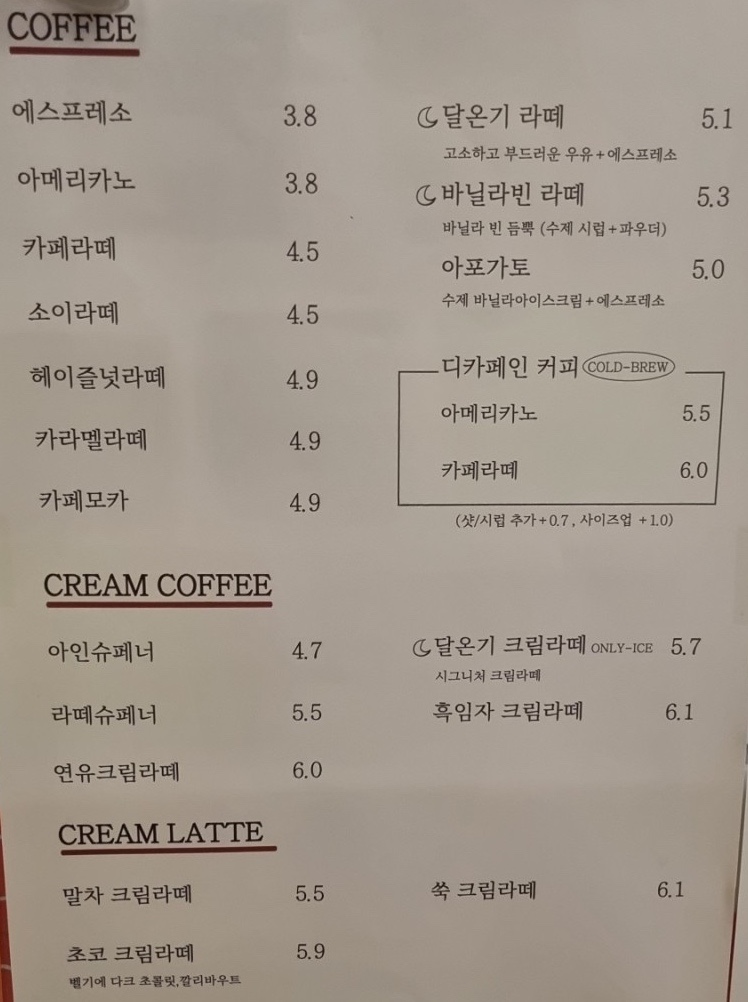 COFFEE
에스프레소 3.8
아메리카노 3.8
카페라떼 4.5
소이라떼 4.5
헤이즐넛라떼 4.9
카라멜라떼 4.9
카페모카 4.9
달온기 라떼 5.1
고소하고 부드러운 우유+에스프레소
바닐라빈 라떼 5.3
바닐라 빈 듬뿍 (수제 시럽+파우더)
아포가토 5.0
수제 바닐라아이스크림+에스프레소
디카페인 커피 COLD-BREW
아메리카노 5.5
카페라떼 6.0
(샷/시럽 추가+0.7, 사이즈업 +1.0)
CREAM COFFEE
아인슈페너 4.7
라떼슈페너 5.5
연유크림라떼 6.0
달온기 크림라떼 ONLY-ICE 5.7
시그니처 크림라떼
흑임자 크림라떼 6.1
CREAM LATTE
말차 크림라떼 5.5
초코 크림라떼 5.9
벨기에 다크 초콜릿,깔리바우트
쑥 크림라떼 6.1